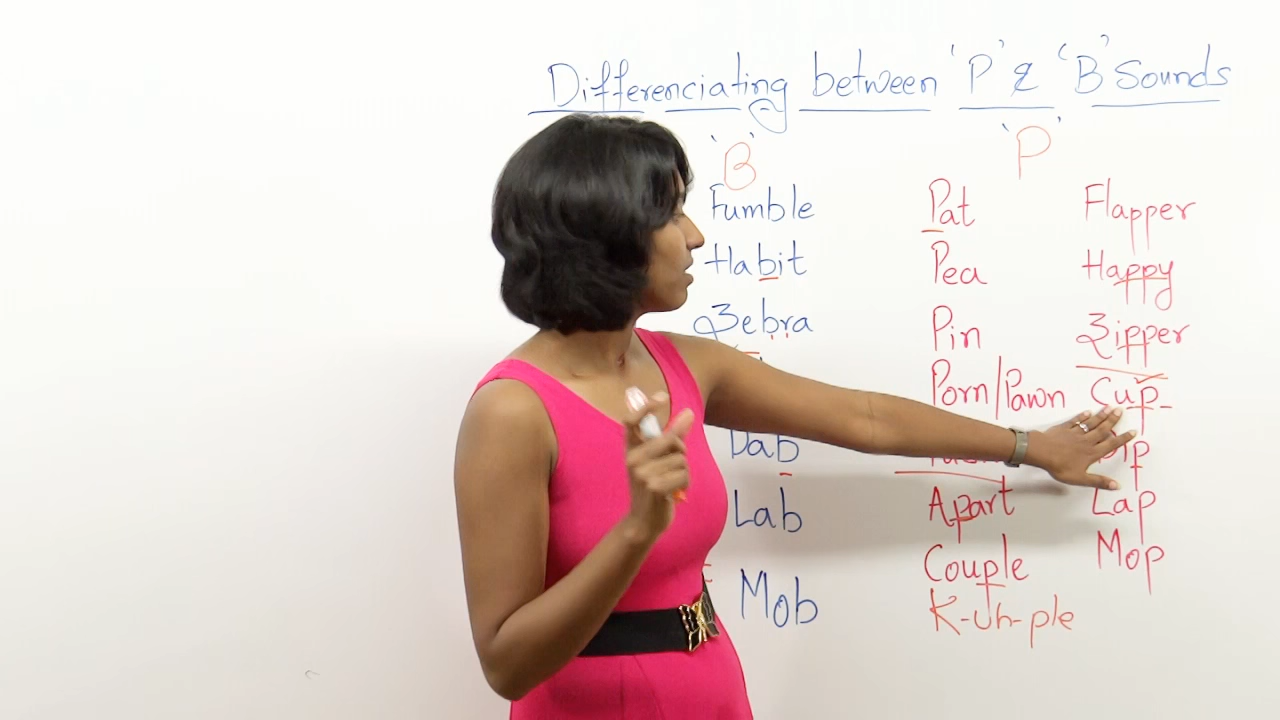 Differenciating between 'P' & 'B' Sounds
'B'
Fumble
Habit
Zebra
Dab
Lab
Mob
'P'
Pat
Pea
Pin
Porn/Pawn
Apart
Couple
K-uh-ple
Flapper
Happy
Zipper
Cup
Lap
Mop